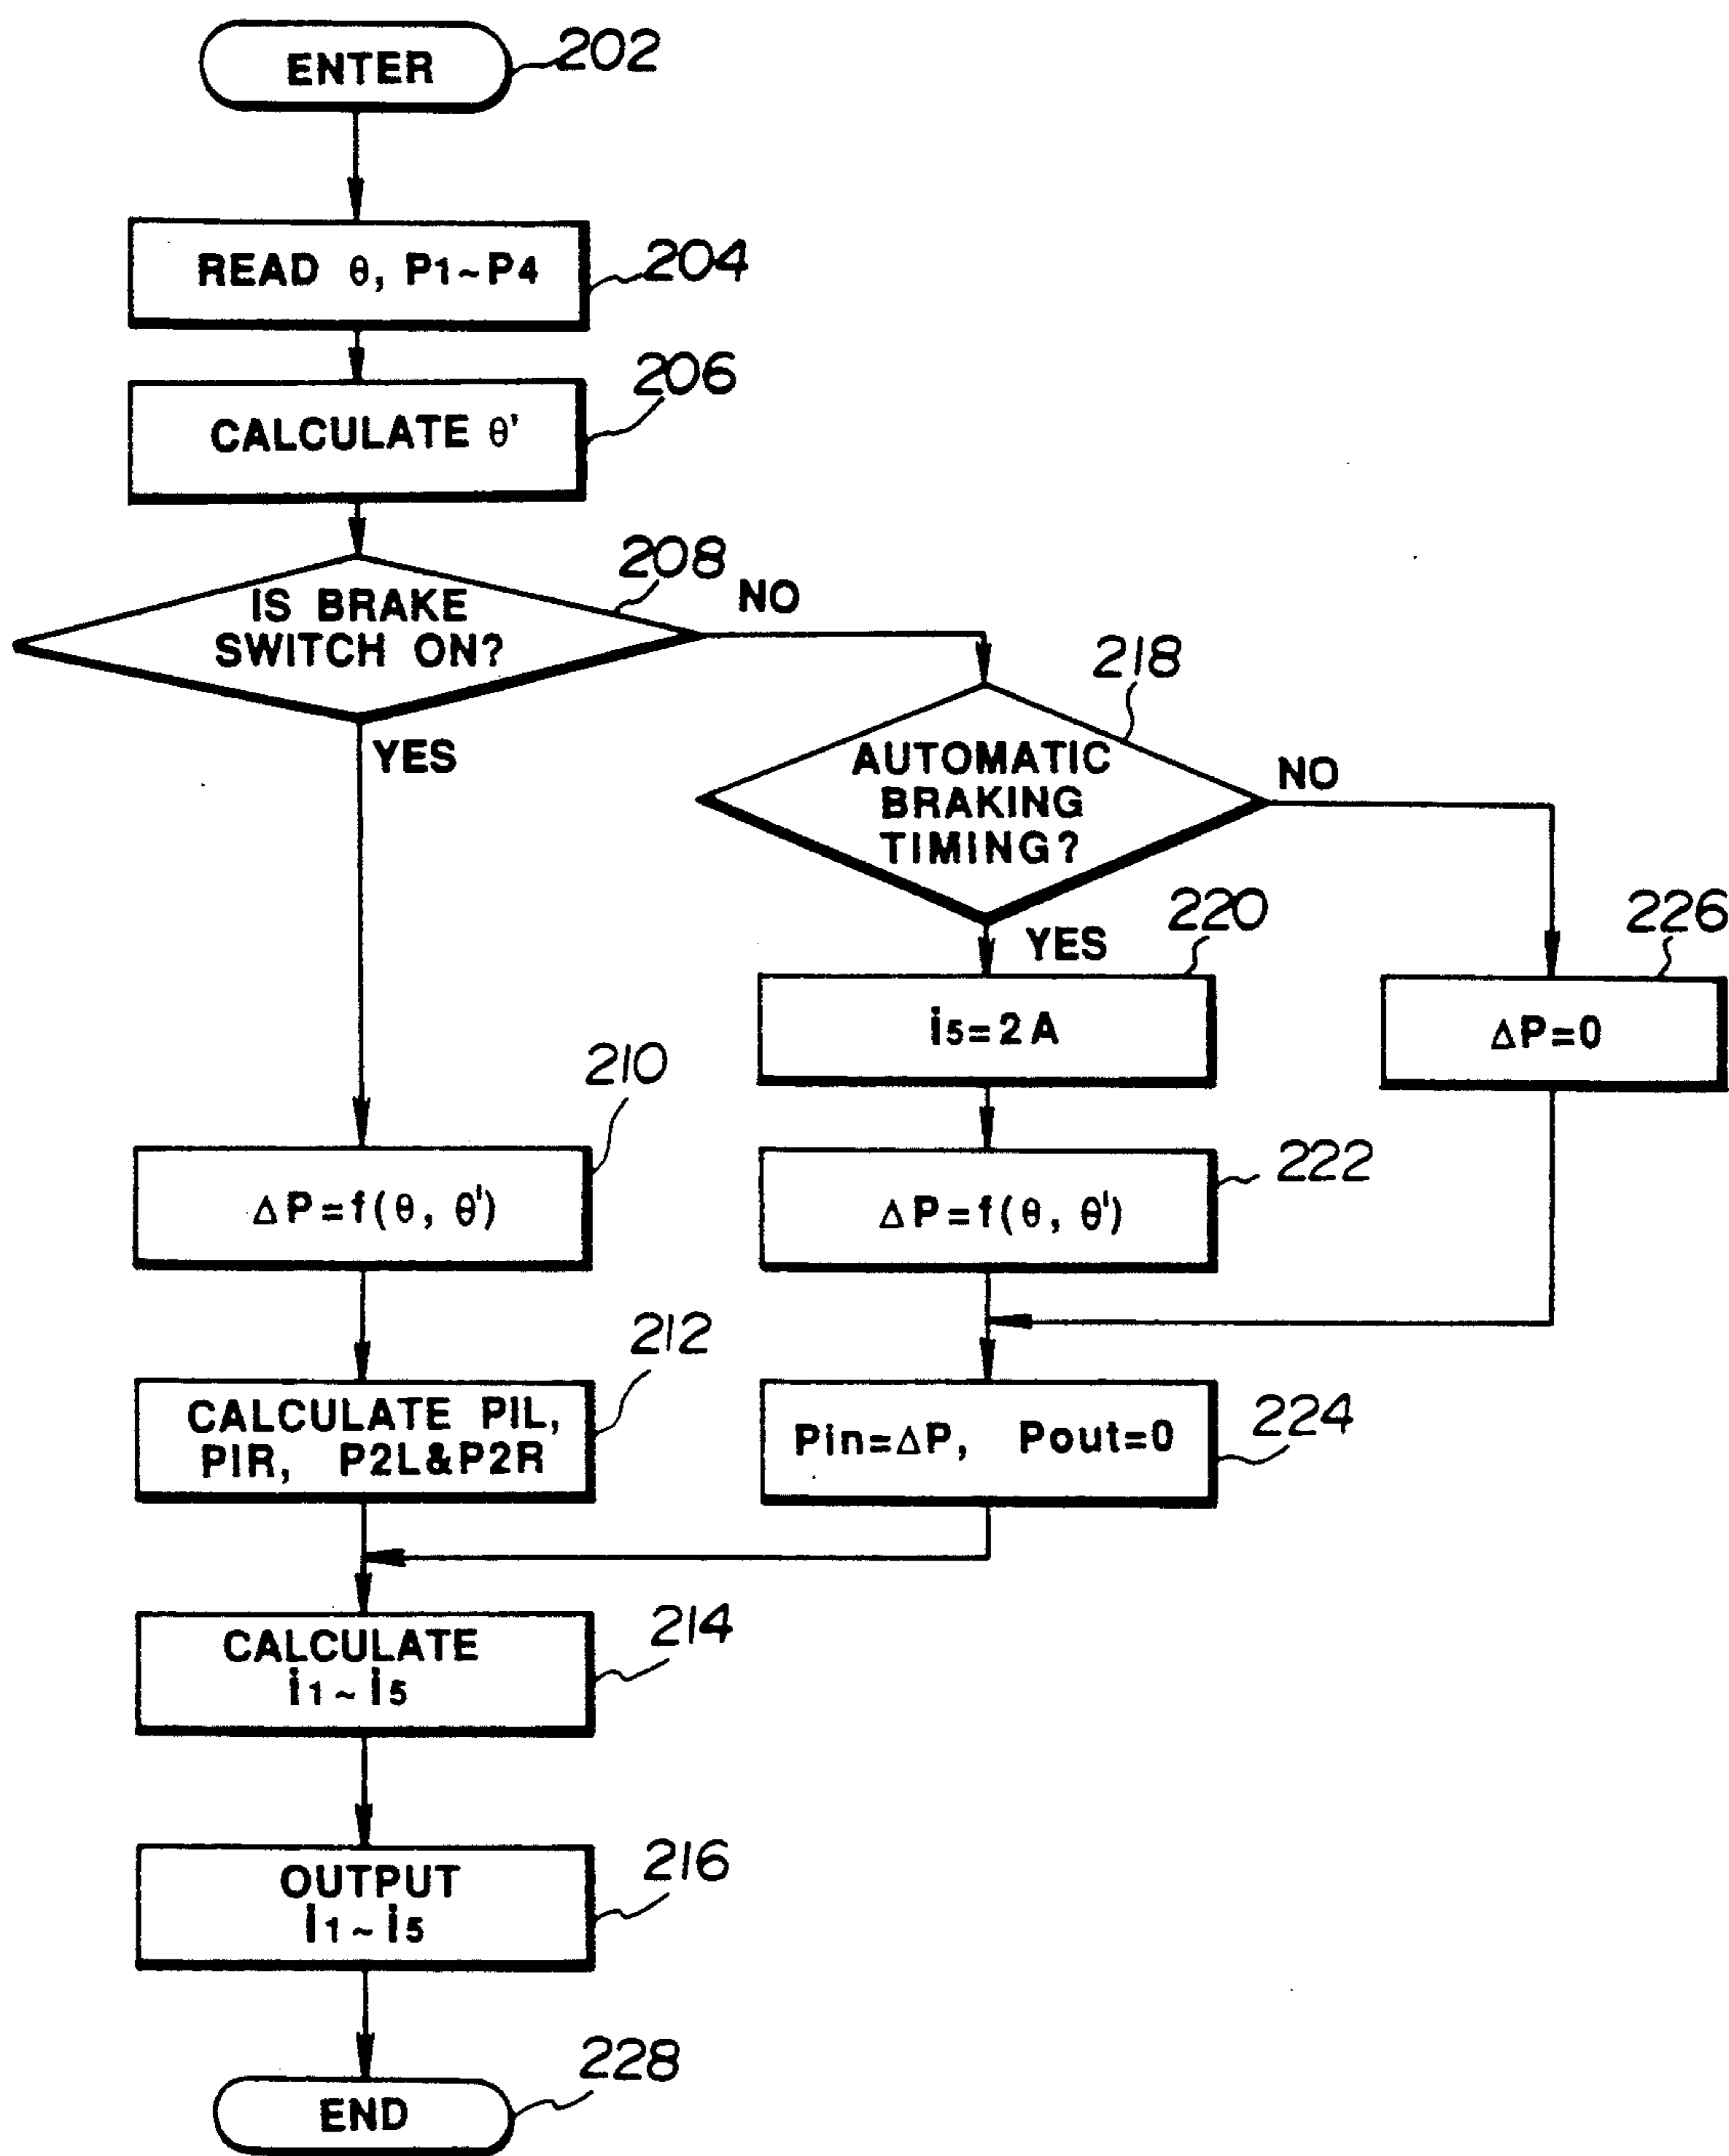 ENTER
202
READ θ, P1~P4
204
CALCULATE θ'
206
IS BRAKE
SWITCH ON?
208
NO
YES
AUTOMATIC
BRAKING
TIMING?
218
NO
YES
i5=2A
220
ΔP=0
226
ΔP=f(θ, θ')
210
ΔP=f(θ, θ')
222
CALCULATE PIL,
PIR, P2L&P2R
212
Pin=ΔP, Pout=0
224
CALCULATE
i1~i5
214
OUTPUT
i1~i5
216
END
228